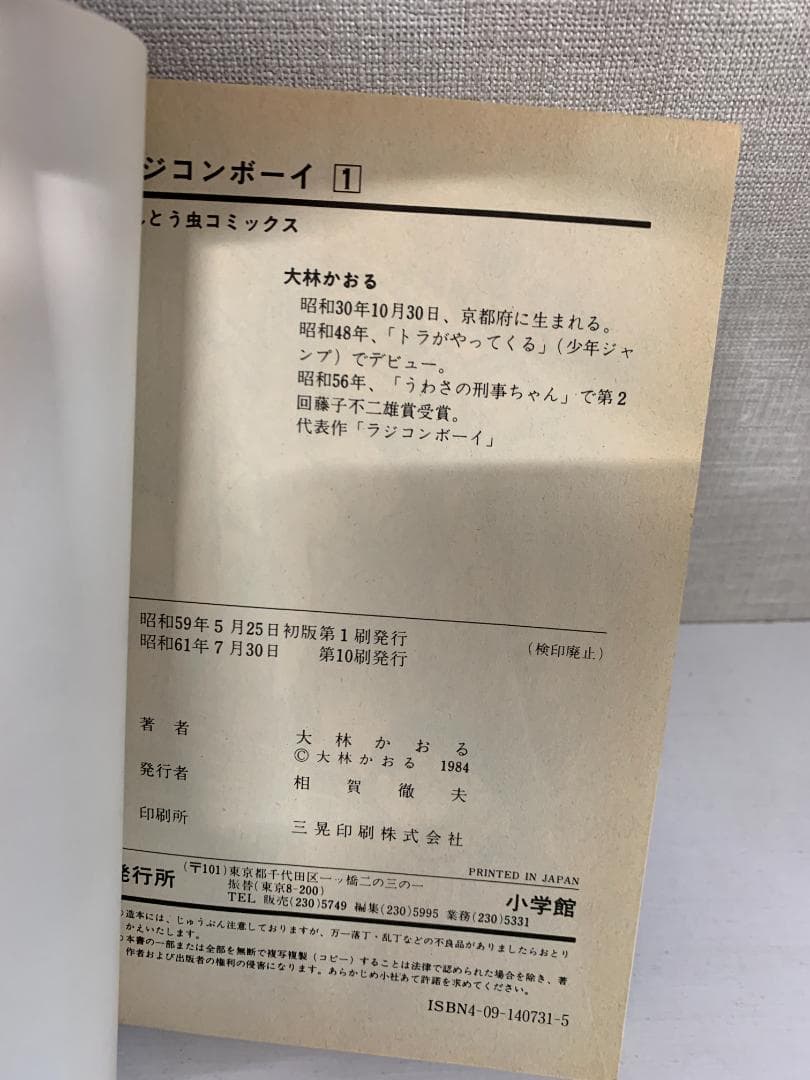 ジコンボーイ 1
とう虫コミックス
大林かおる
昭和30年10月30日、京都府に生まれる。
昭和48年、「トラがやってくる」(少年ジャ
ンプ)でデビュー。
昭和56年、「うわさの刑事ちゃん」で第2
回藤子不二雄賞受賞。
代表作「ラジコンボーイ」
昭和59年5月25日初版第1刷発行
昭和61年7月30日 第10刷発行
(検印廃止)
著者 大林かおる
©大林かおる 1984
発行者 相賀徹夫
印刷所 三晃印刷株式会社
PRINTED IN JAPAN
発行所 (〒101)東京都千代田区一ッ橋二の三の一
振替(東京8-200)
TEL 販売(230)5749 編集(230)5995 業務(230)5331
小学館
造本には、じゅうぶん注意しておりますが、万一落丁・乱丁などの不良品がありましたらおとり
かえいたします。
本書の一部または全部を無断で複写複製(コピー)することは法律で認められた場合を除き、著
作者および出版者の権利の侵害になります。あらかじめ小社あて許諾を求めてください。
ISBN4-09-140731-5